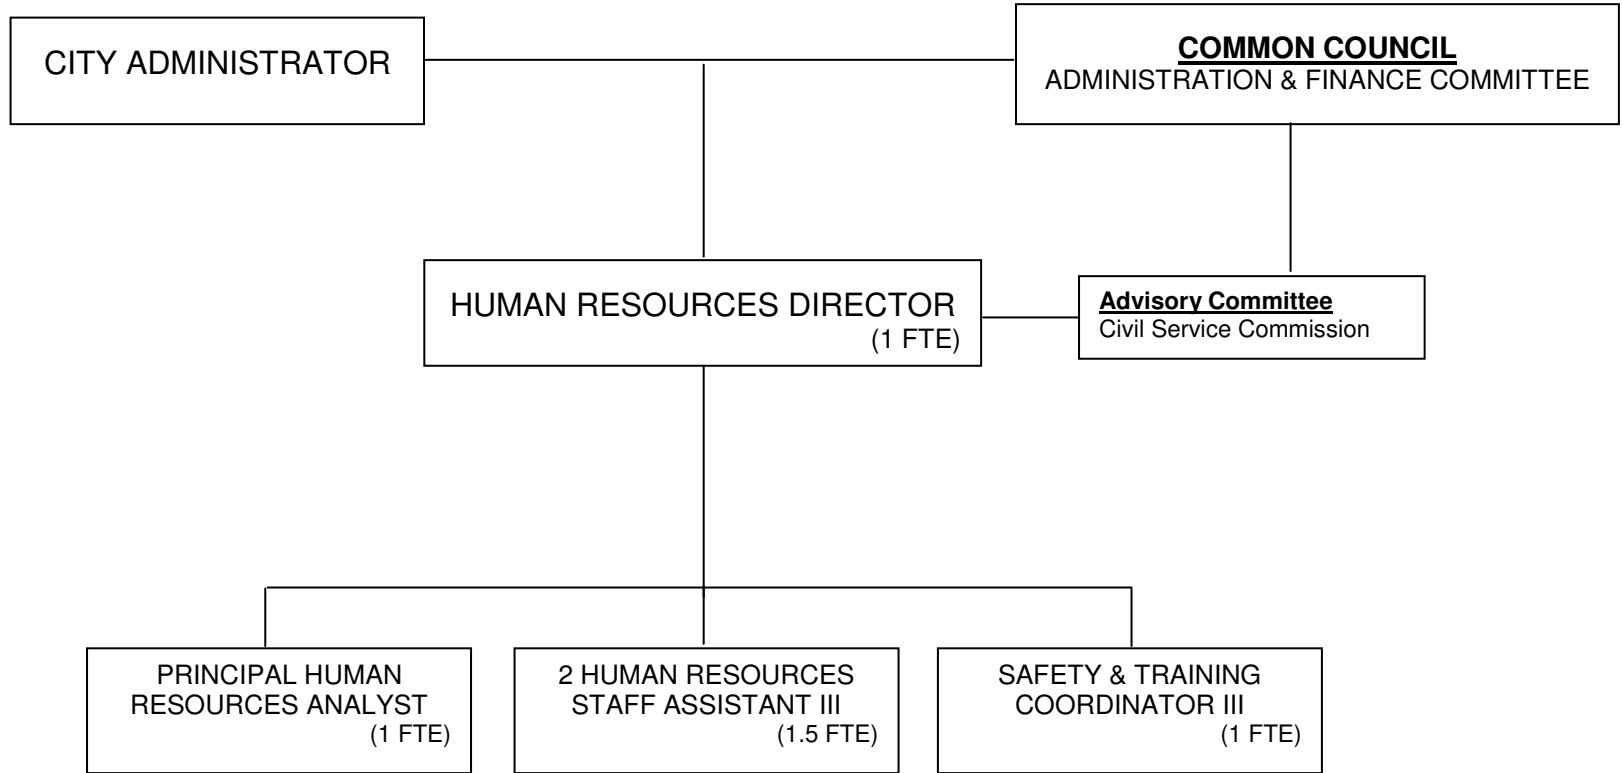 CITY ADMINISTRATOR
COMMON COUNCIL
ADMINISTRATION & FINANCE COMMITTEE
HUMAN RESOURCES DIRECTOR
(1 FTE)
Advisory Committee
Civil Service Commission
PRINCIPAL HUMAN
RESOURCES ANALYST
(1 FTE)
2 HUMAN RESOURCES
STAFF ASSISTANT III
(1.5 FTE)
SAFETY & TRAINING
COORDINATOR III
(1 FTE)